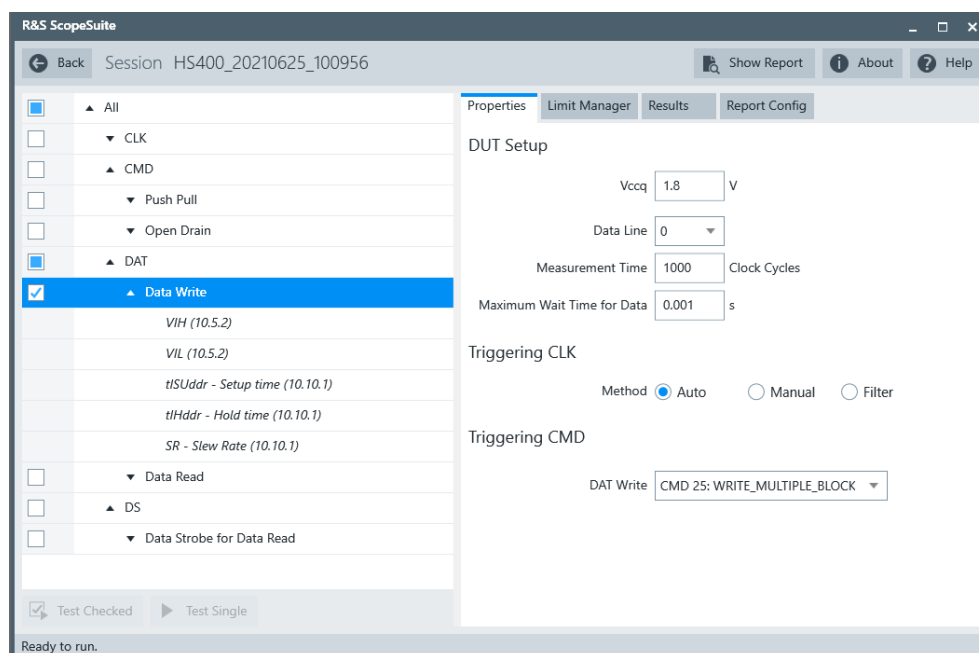 R&S ScopeSuite
Back Session HS400_20210625_100956 Show Report About Help
All
CLK
CMD
Push Pull
Open Drain
DAT
Data Write
VIH (10.5.2)
VIL (10.5.2)
tISUddr - Setup time (10.10.1)
tIHddr - Hold time (10.10.1)
SR - Slew Rate (10.10.1)
Data Read
DS
Data Strobe for Data Read
Test Checked Test Single
Ready to run.
Properties Limit Manager Results Report Config
DUT Setup
Vccq 1.8 V
Data Line 0
Measurement Time 1000 Clock Cycles
Maximum Wait Time for Data 0.001 s
Triggering CLK
Method Auto Manual Filter
Triggering CMD
DAT Write CMD 25: WRITE_MULTIPLE_BLOCK